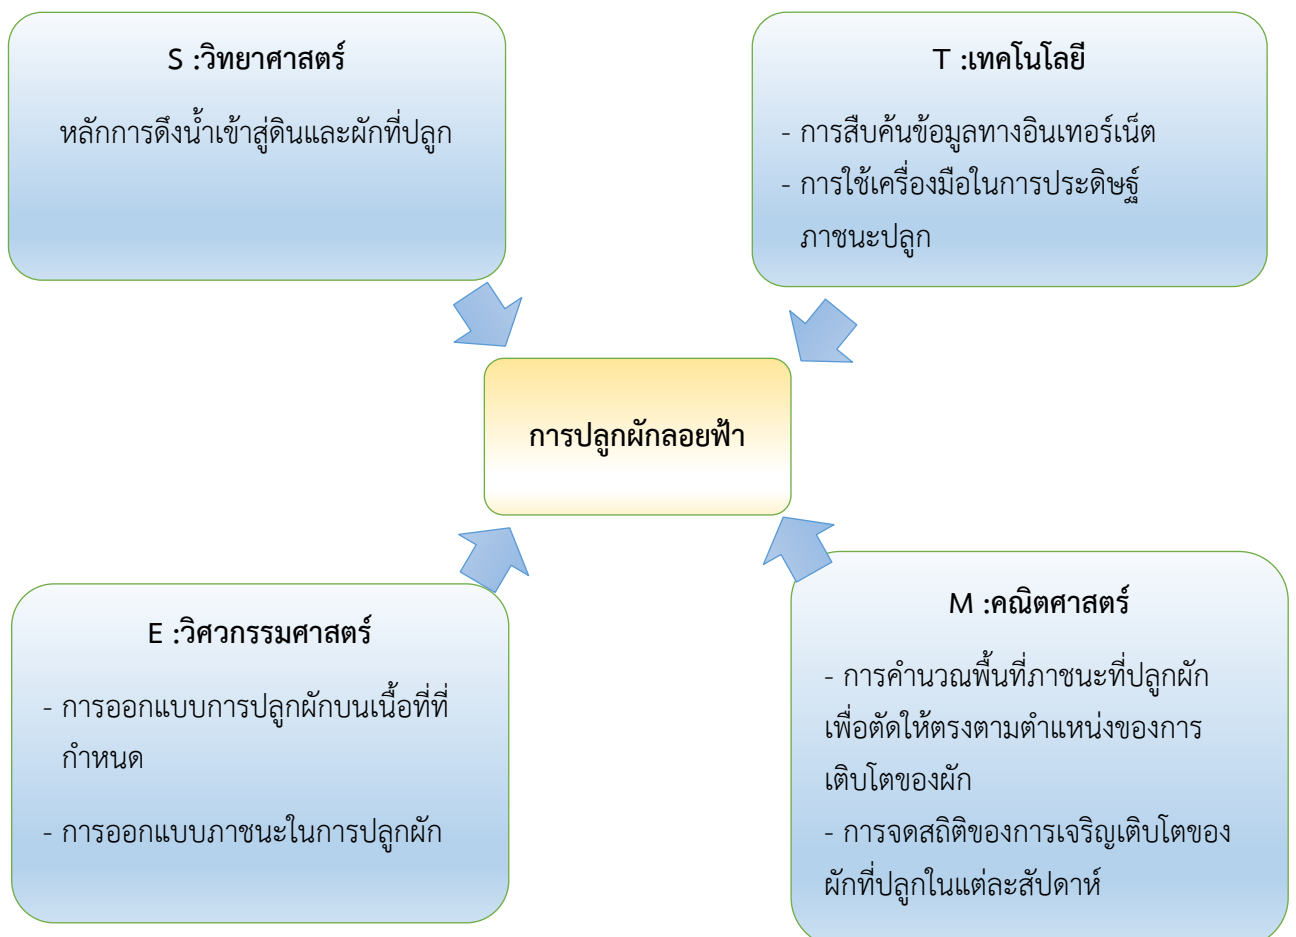 S :วิทยาศาสตร์
หลักการดึงน้ำเข้าสู่ดินและผักที่ปลูก
T :เทคโนโลยี
- การสืบค้นข้อมูลทางอินเทอร์เน็ต
- การใช้เครื่องมือในการประดิษฐ์
ภาชนะปลูก
การปลูกผักลอยฟ้า
E :วิศวกรรมศาสตร์
- การออกแบบการปลูกผักบนเนื้อที่ที่
กำหนด
- การออกแบบภาชนะในการปลูกผัก
M :คณิตศาสตร์
- การคำนวณพื้นที่ภาชนะที่ปลูกผัก
เพื่อตัดให้ตรงตามตำแหน่งของการ
เติบโตของผัก
- การจดสถิติของการเจริญเติบโตของ
ผักที่ปลูกในแต่ละสัปดาห์